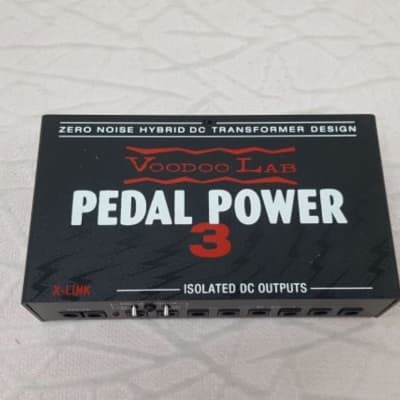 ZERO NOISE HYBRID DC TRANSFORMER DESIGN
VOODOO LAB
PEDAL POWER
3
X-LINK
ISOLATED DC OUTPUTS